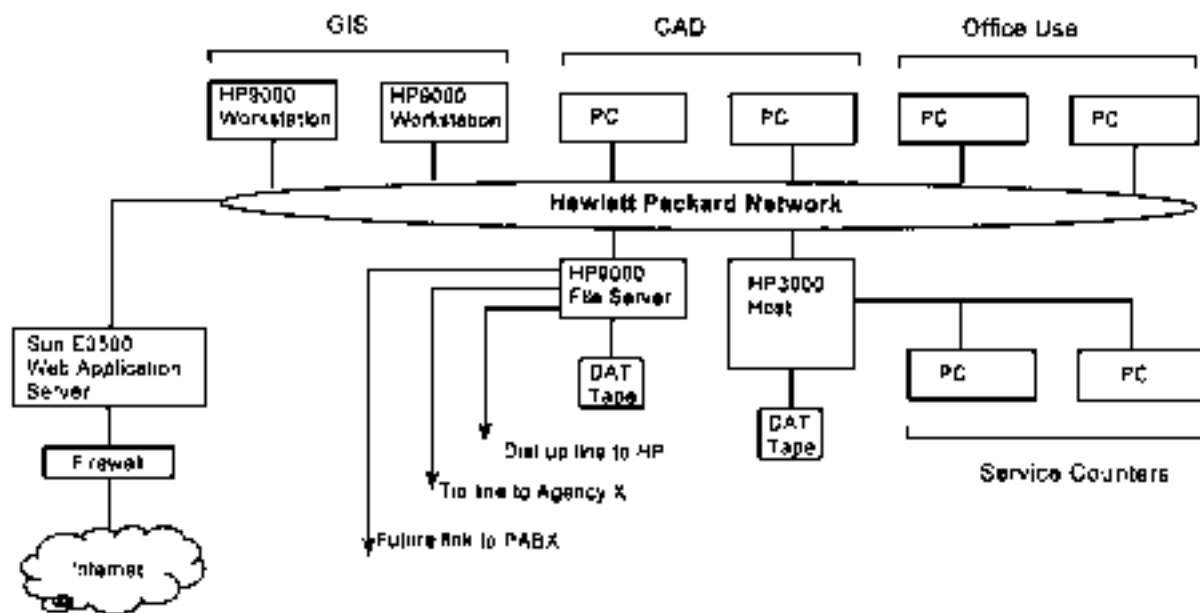 GIS
CAD
Office Use
HP9000
Workstation
HP9000
Workstation
PC
PC
PC
PC
Hewlett Packard Network
HP9000
File Server
HP3000
Host
Sun E3500
Web Application
Server
DAT
Tape
PC
PC
DAT
Tape
Firewall
Dial up line to HP
Service Counters
Tie line to Agency X
Future link to PABX
Internet